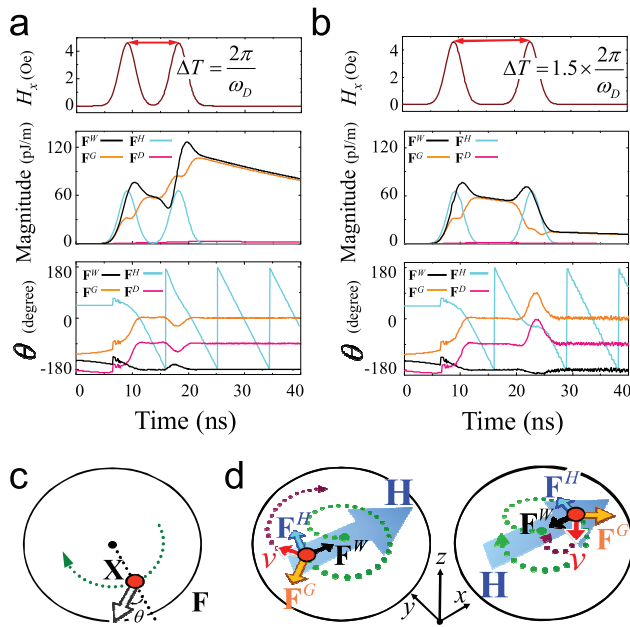 a
b
H_x (Oe)
4
2
0
ΔT = 2π/ω_D
H_x (Oe)
4
2
0
ΔT = 1.5 × 2π/ω_D
Magnitude (pJ/m)
120
60
0
F^W F^H
F^G F^D
Magnitude (pJ/m)
120
60
0
F^W F^H
F^G F^D
θ (degree)
180
0
-180
F^W F^H
F^G F^D
0 10 20 30 40
Time (ns)
θ (degree)
180
0
-180
F^W F^H
F^G F^D
0 10 20 30 40
Time (ns)
c
X
F
θ
d
H
F^H
F^W
v
F^G
z
y
x
F^H
F^W
F^G
v
H